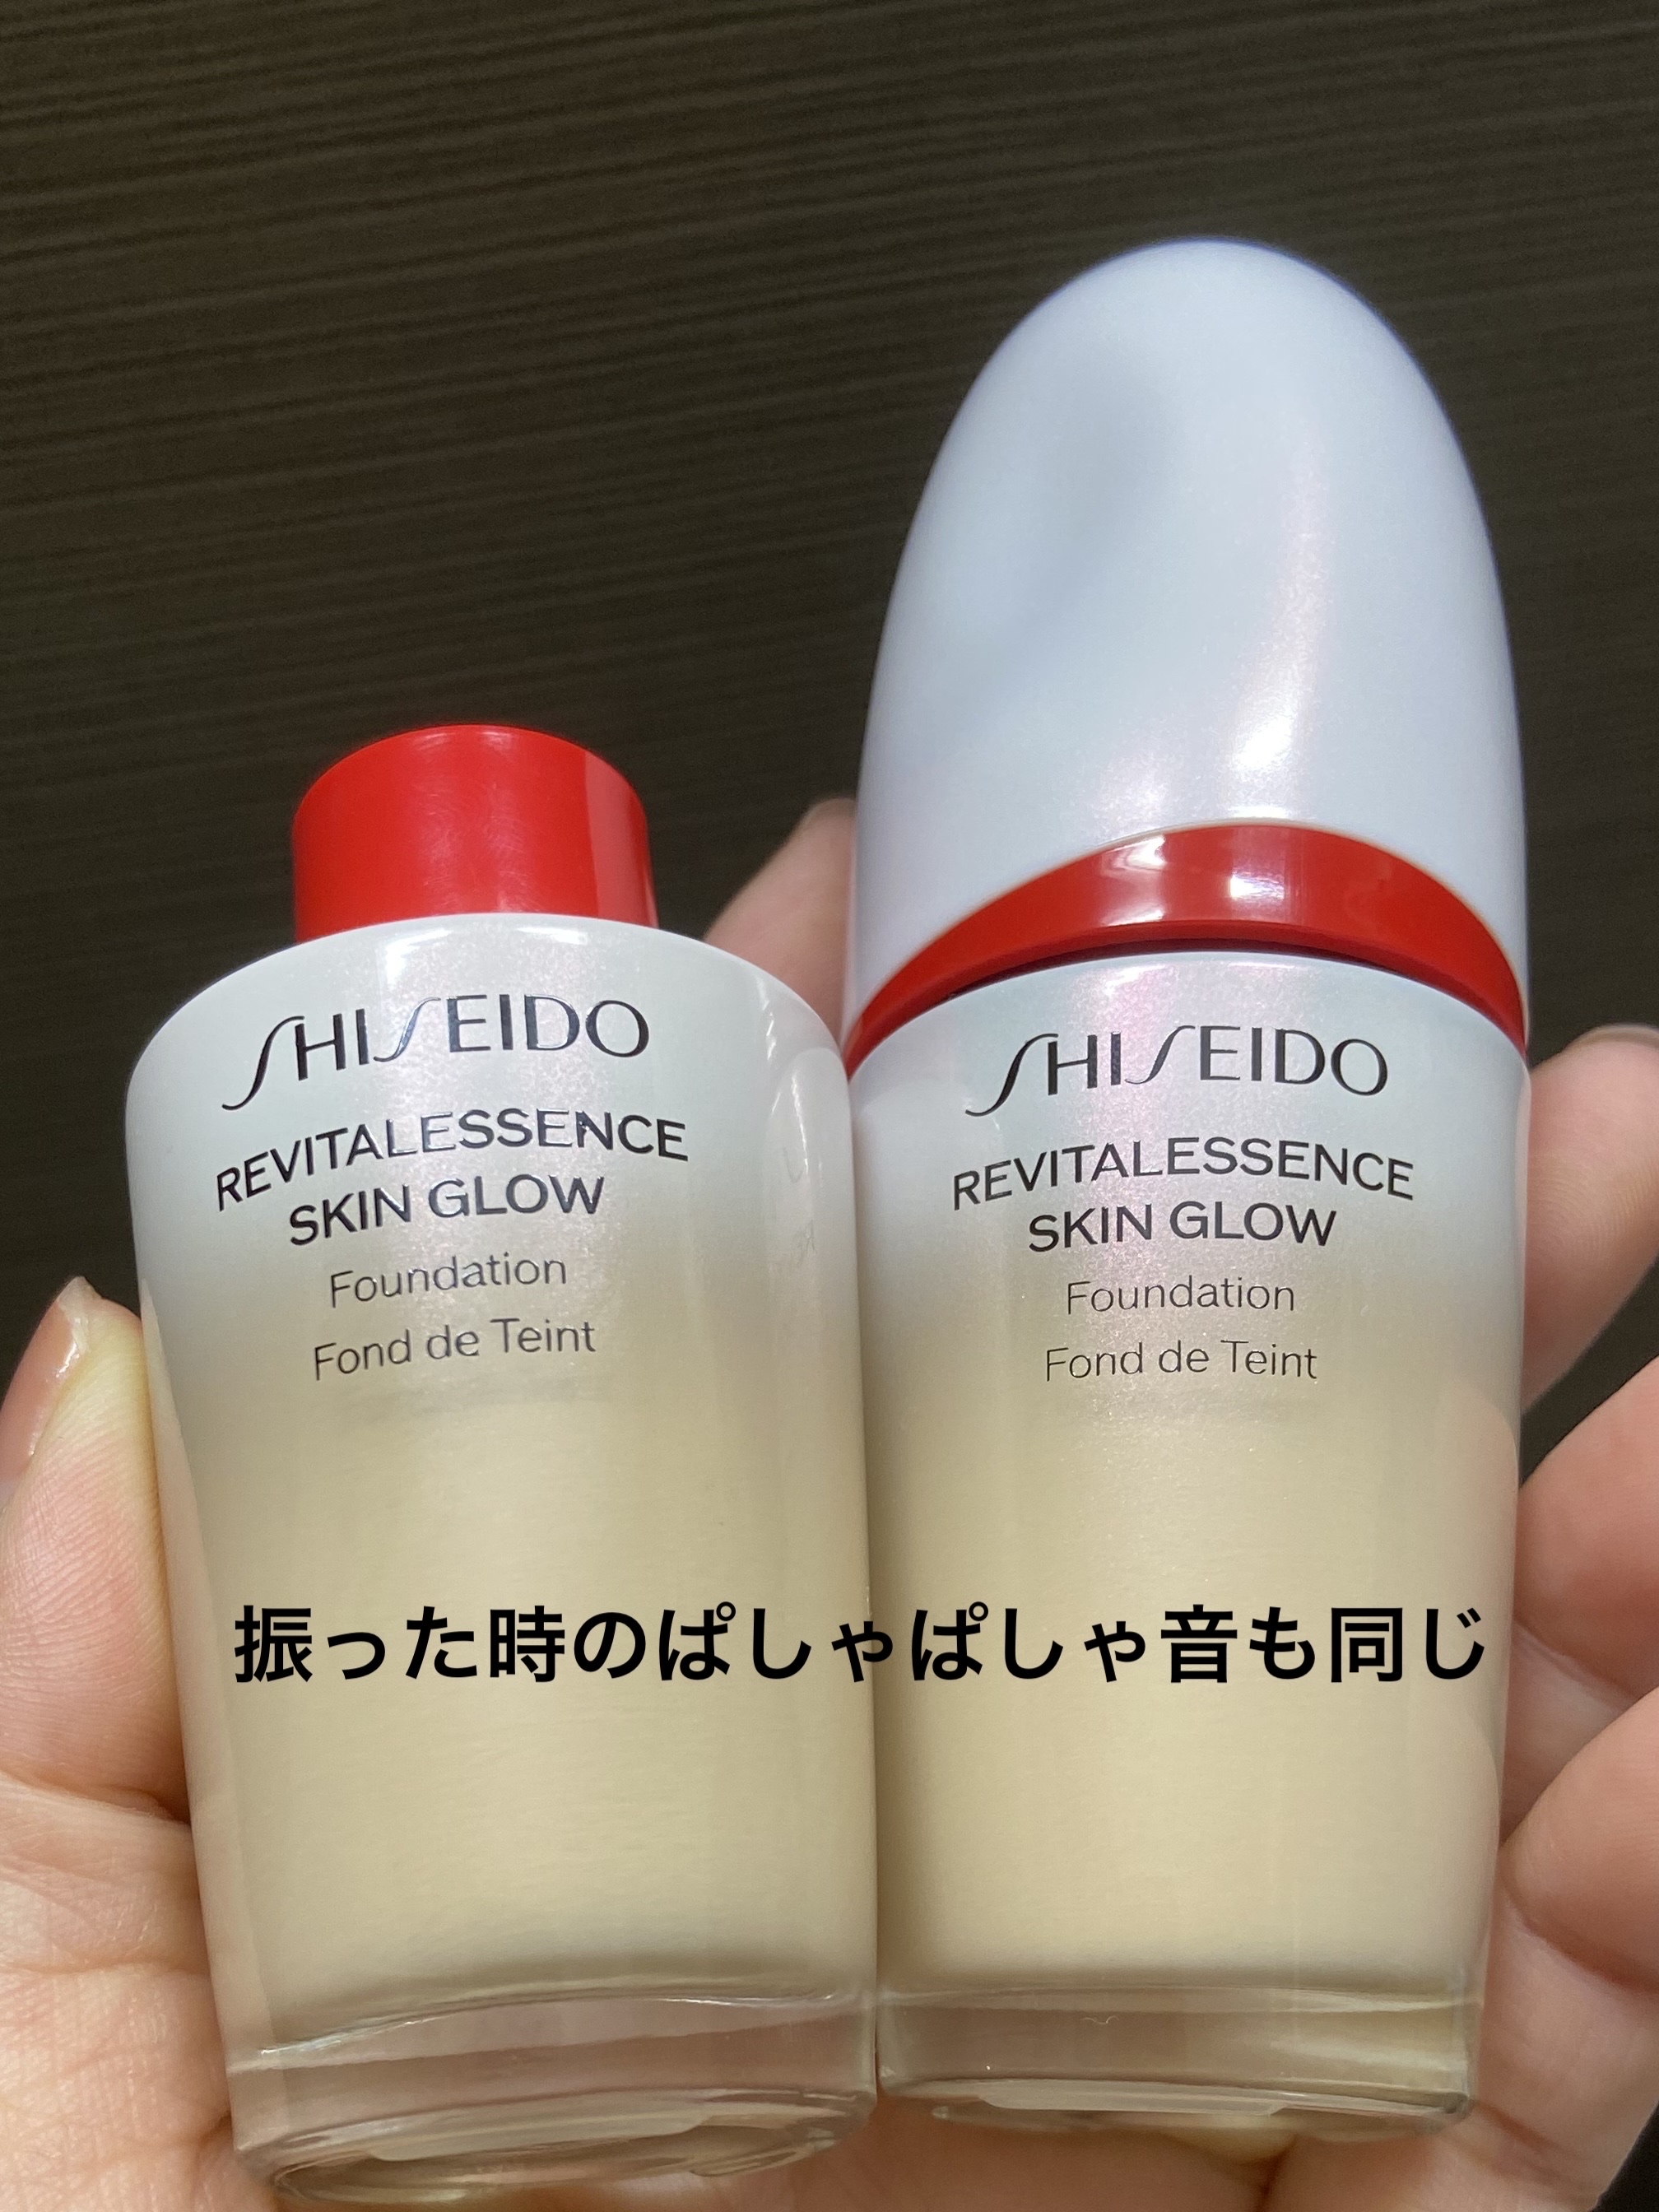 SHISEIDO
REVITALESSENCE
SKIN GLOW
Foundation
Fond de Teint
SHISEIDO
REVITALESSENCE
SKIN GLOW
Foundation
Fond de Teint
振った時のぱしゃぱしゃ音も同じ